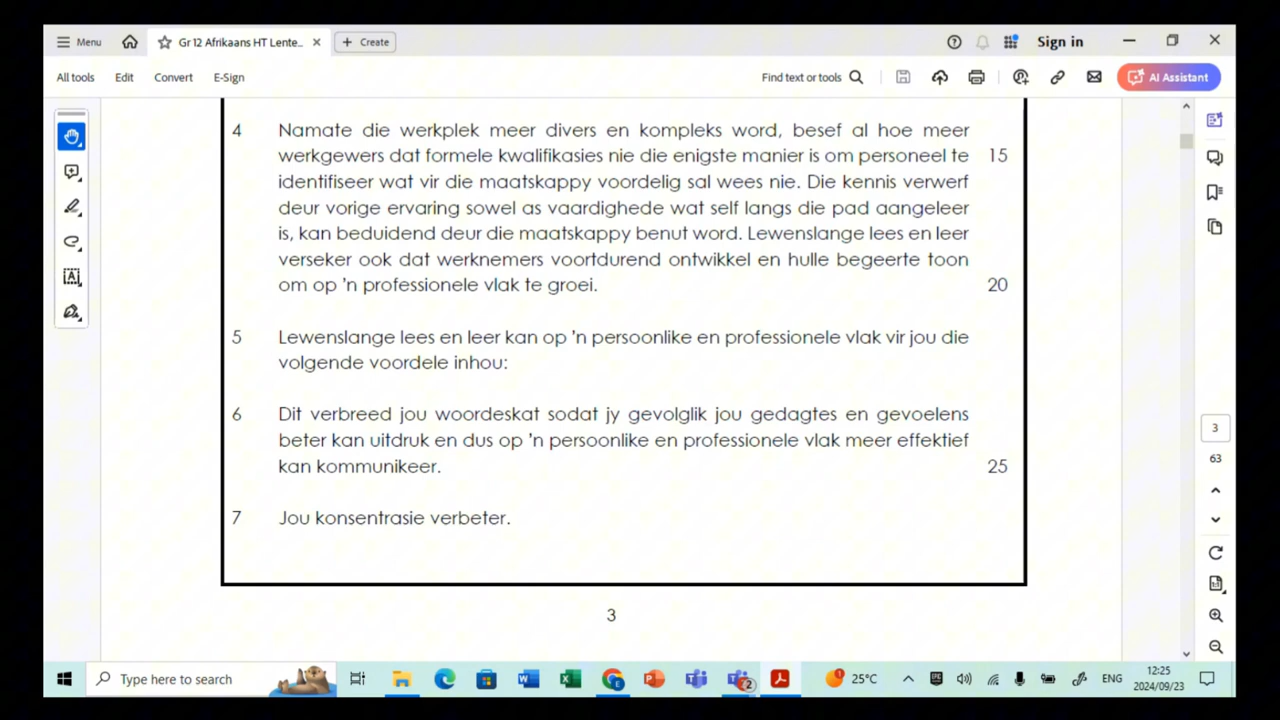 Menu
Gr 12 Afrikaans HT Lente...
Create
Sign in
All tools
Edit
Convert
E-Sign
Find text or tools
AI Assistant
4 Namate die werkplek meer divers en kompleks word, besef al hoe meer
werkgewers dat formele kwalifikasies nie die enigste manier is om personeel te 15
identifiseer wat vir die maatskappy voordelig sal wees nie. Die kennis verwerf
deur vorige ervaring sowel as vaardighede wat self langs die pad aangeleer
is, kan beduidend deur die maatskappy benut word. Lewenslange lees en leer
verseker ook dat werknemers voortdurend ontwikkel en hulle begeerte toon
om op ’n professionele vlak te groei. 20
5 Lewenslange lees en leer kan op ’n persoonlike en professionele vlak vir jou die
volgende voordele inhou:
6 Dit verbreed jou woordeskat sodat jy gevolglik jou gedagtes en gevoelens
beter kan uitdruk en dus op ’n persoonlike en professionele vlak meer effektief
kan kommunikeer. 25
7 Jou konsentrasie verbeter.
3
3
63
Type here to search
25°C
ENG
12:25
2024/09/23